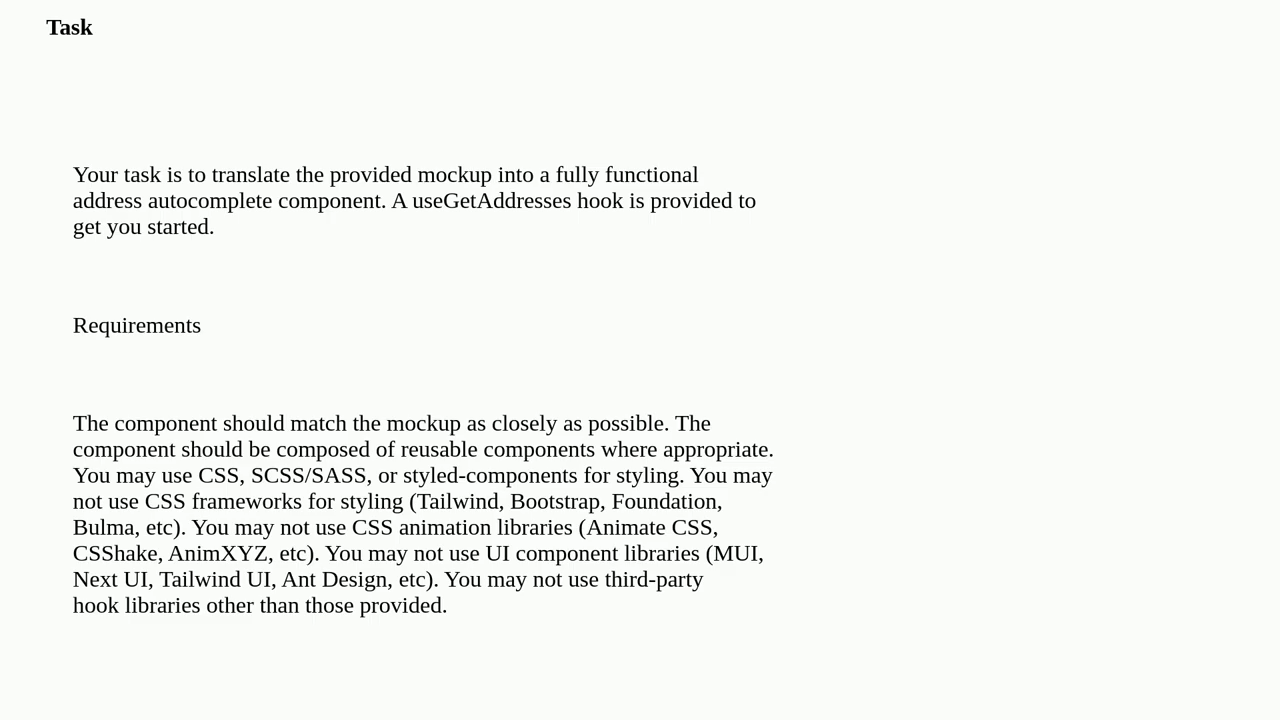 Task
Your task is to translate the provided mockup into a fully functional
address autocomplete component. A useGetAddresses hook is provided to
get you started.
Requirements
The component should match the mockup as closely as possible. The
component should be composed of reusable components where appropriate.
You may use CSS, SCSS/SASS, or styled-components for styling. You may
not use CSS frameworks for styling (Tailwind, Bootstrap, Foundation,
Bulma, etc). You may not use CSS animation libraries (Animate CSS,
CSShake, AnimXYZ, etc). You may not use UI component libraries (MUI,
Next UI, Tailwind UI, Ant Design, etc). You may not use third-party
hook libraries other than those provided.